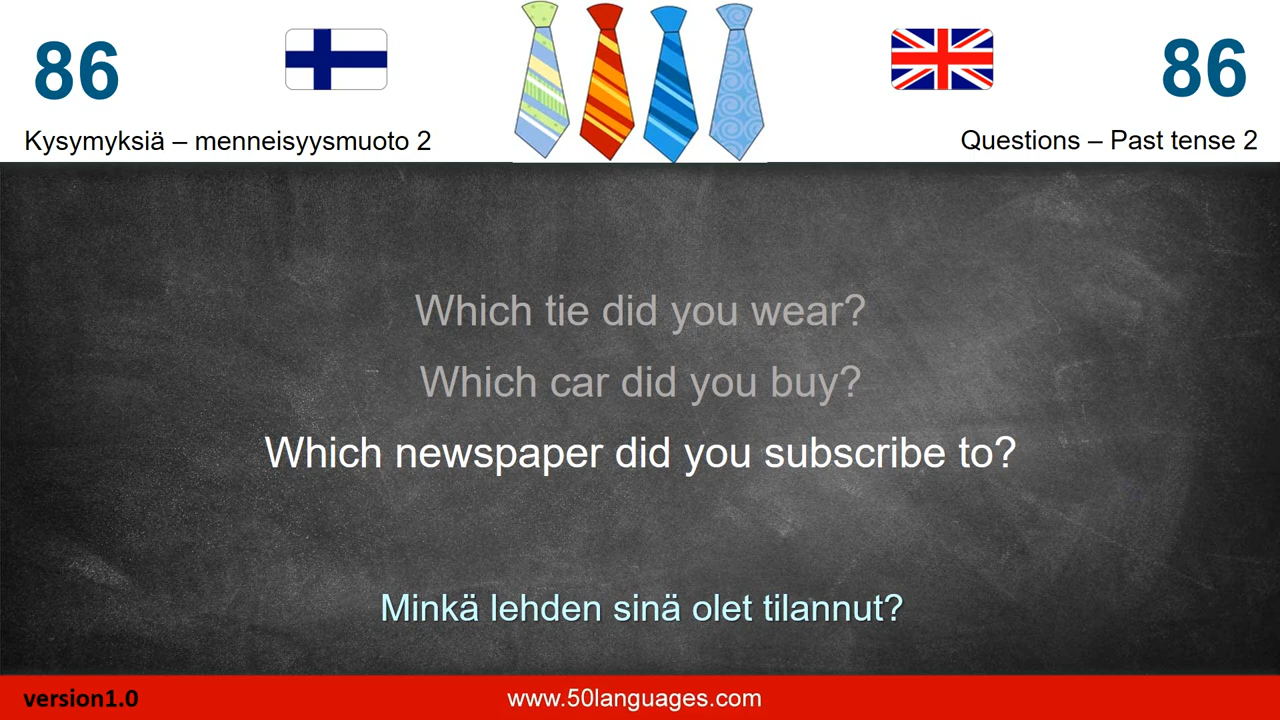 86
86
Kysymyksiä – menneisyysmuoto 2
Questions – Past tense 2
Which tie did you wear?
Which car did you buy?
Which newspaper did you subscribe to?
Minkä lehden sinä olet tilannut?
version1.0
www.50languages.com